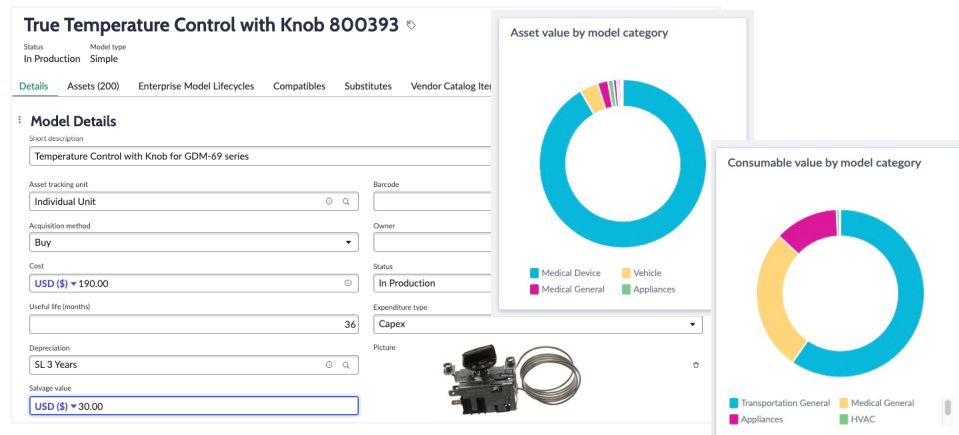 True Temperature Control with Knob 800393
Status Model type
In Production Simple
Details Assets (200) Enterprise Model Lifecycles Compatibles Substitutes Vendor Catalog
Model Details
Short description
Temperature Control with Knob for GDM-69 series
Asset tracking unit
Individual Unit
Barcode
Acquisition method
Buy
Owner
Cost
USD ($) 190.00
Status
In Production
Useful life (months)
36
Expenditure type
Capex
Depreciation
SL 3 Years
Picture
Salvage value
USD ($) 30.00
Asset value by model category
Medical Device Vehicle
Medical General Appliances
Consumable value by model category
Transportation General Medical General
Appliances HVAC